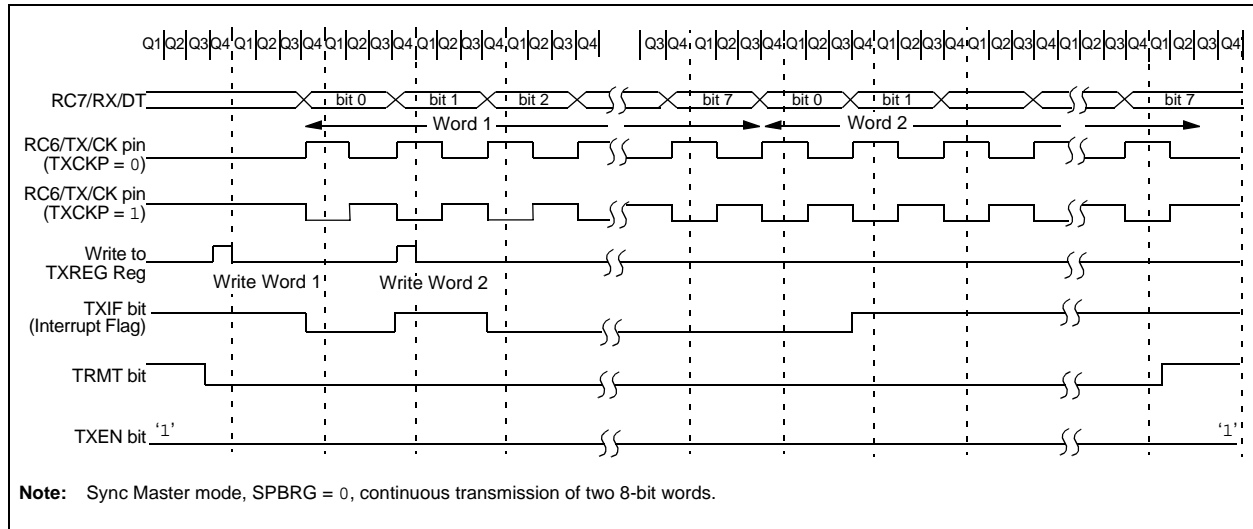 Q1 Q2 Q3 Q4 Q1 Q2 Q3 Q4 Q1 Q2 Q3 Q4 Q1 Q2 Q3 Q4 Q1 Q2 Q3 Q4 Q3 Q4 Q1 Q2 Q3 Q4 Q1 Q2 Q3 Q4 Q1 Q2 Q3 Q4 Q1 Q2 Q3 Q4 Q1 Q2 Q3 Q4 Q1 Q2 Q3 Q4
RC7/RX/DT bit 0 bit 1 bit 2 bit 7 bit 0 bit 1 bit 7
Word 1 Word 2
RC6/TX/CK pin
(TXCKP = 0)
RC6/TX/CK pin
(TXCKP = 1)
Write to
TXREG Reg
Write Word 1 Write Word 2
TXIF bit
(Interrupt Flag)
TRMT bit
TXEN bit ‘1’ ‘1’
Note: Sync Master mode, SPBRG = 0, continuous transmission of two 8-bit words.